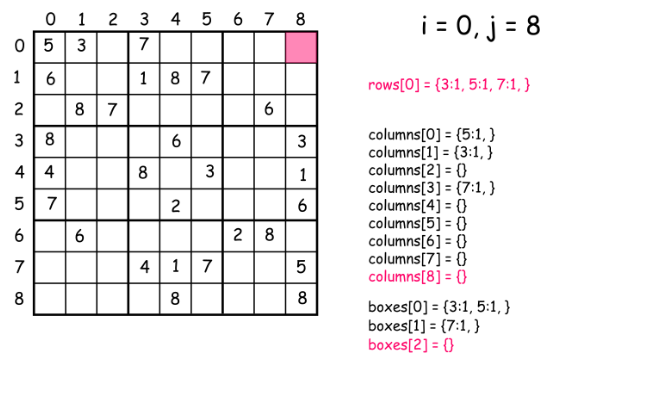 i = 0, j = 8
0 1 2 3 4 5 6 7 8
0 5 3 7
1 6 1 8 7
2 8 7 6
3 8 6 3
4 4 8 3 1
5 7 2 6
6 6 2 8
7 4 1 7 5
8 8 8
rows[0] = {3:1, 5:1, 7:1, }
columns[0] = {5:1, }
columns[1] = {3:1, }
columns[2] = {}
columns[3] = {7:1, }
columns[4] = {}
columns[5] = {}
columns[6] = {}
columns[7] = {}
columns[8] = {}
boxes[0] = {3:1, 5:1, }
boxes[1] = {7:1, }
boxes[2] = {}